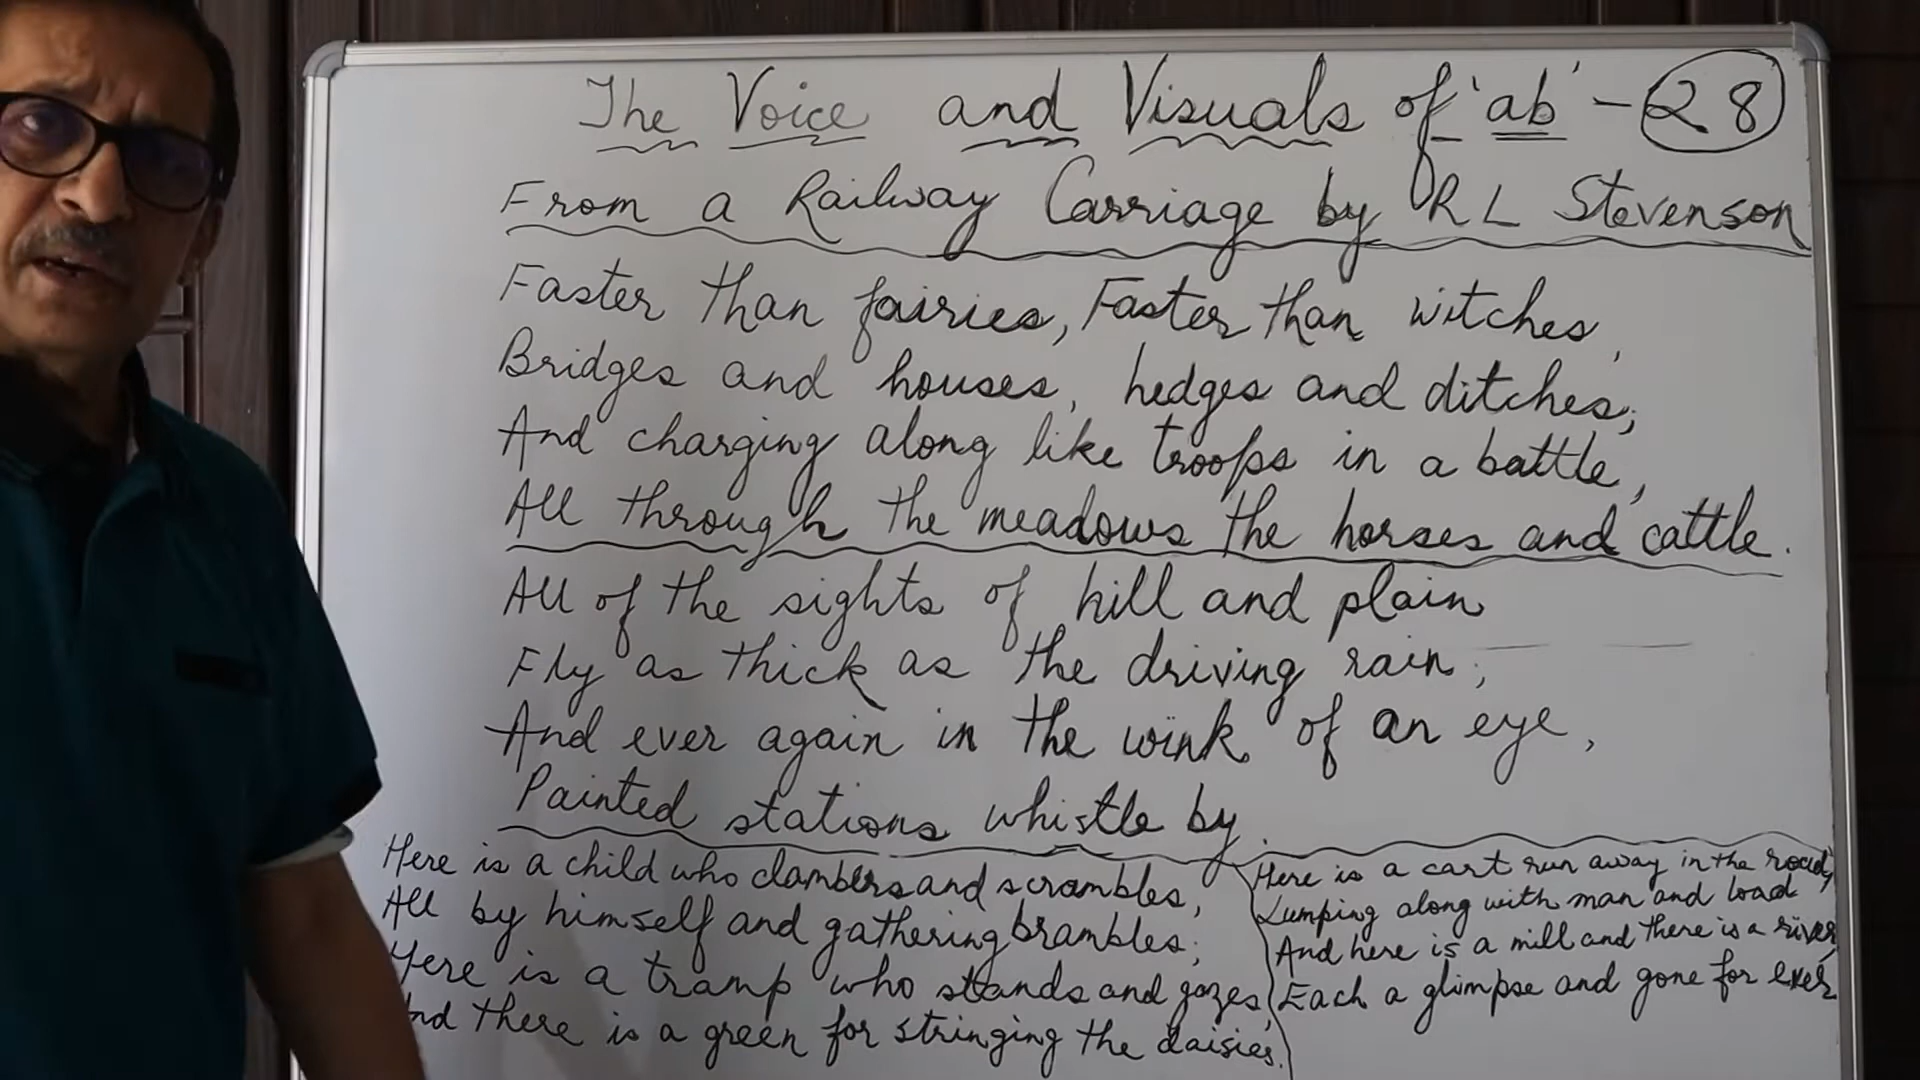 The Voice and Visuals of 'ab' - 28
From a Railway Carriage by R L Stevenson
Faster than fairies, Faster than witches,
Bridges and houses, hedges and ditches;
And charging along like troops in a battle,
All through the meadows the horses and cattle.
All of the sights of hill and plain
Fly as thick as the driving rain;
And ever again in the wink of an eye,
Painted stations whistle by.
Here is a child who clambers and scrambles,
All by himself and gathering brambles;
Here is a tramp who stands and gazes,
And there is a green for stringing the daisies.
Here is a cart run away in the road,
Lumping along with man and load
And here is a mill and there is a river,
Each a glimpse and gone for ever